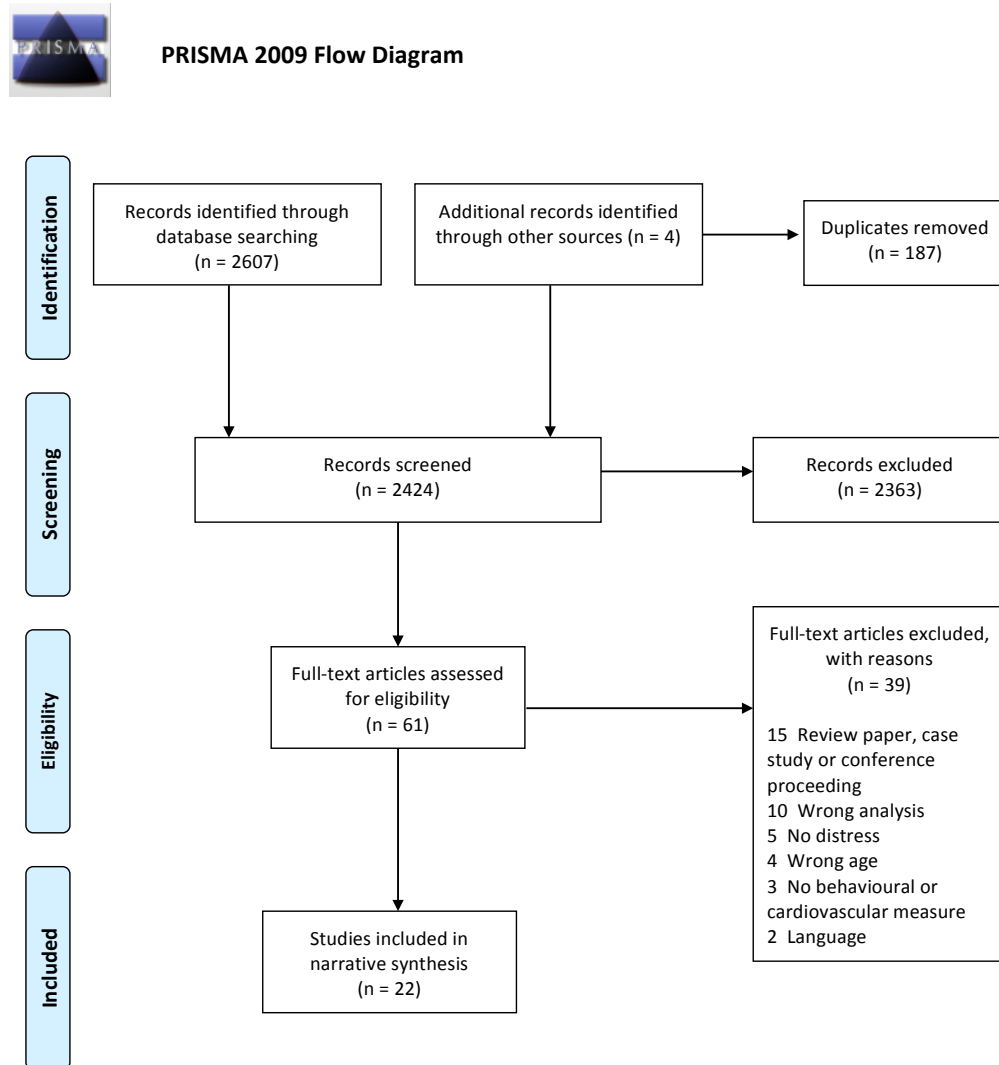 PRISMA
PRISMA 2009 Flow Diagram
Identification
Records identified through
database searching
(n = 2607)
Additional records identified
through other sources (n = 4)
Duplicates removed
(n = 187)
Screening
Records screened
(n = 2424)
Records excluded
(n = 2363)
Eligibility
Full-text articles assessed
for eligibility
(n = 61)
Full-text articles excluded,
with reasons
(n = 39)
15 Review paper, case
study or conference
proceeding
10 Wrong analysis
5 No distress
4 Wrong age
3 No behavioural or
cardiovascular measure
2 Language
Included
Studies included in
narrative synthesis
(n = 22)